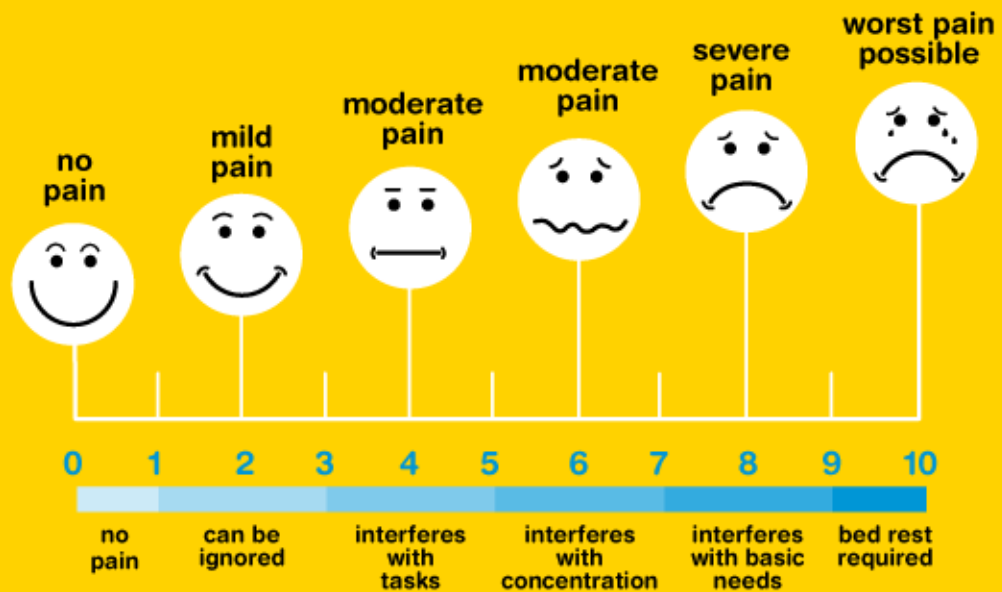 no
pain
mild
pain
moderate
pain
moderate
pain
severe
pain
worst pain
possible
0 1 2 3 4 5 6 7 8 9 10
no
pain
can be
ignored
interferes
with
tasks
interferes
with
concentration
interferes
with basic
needs
bed rest
required